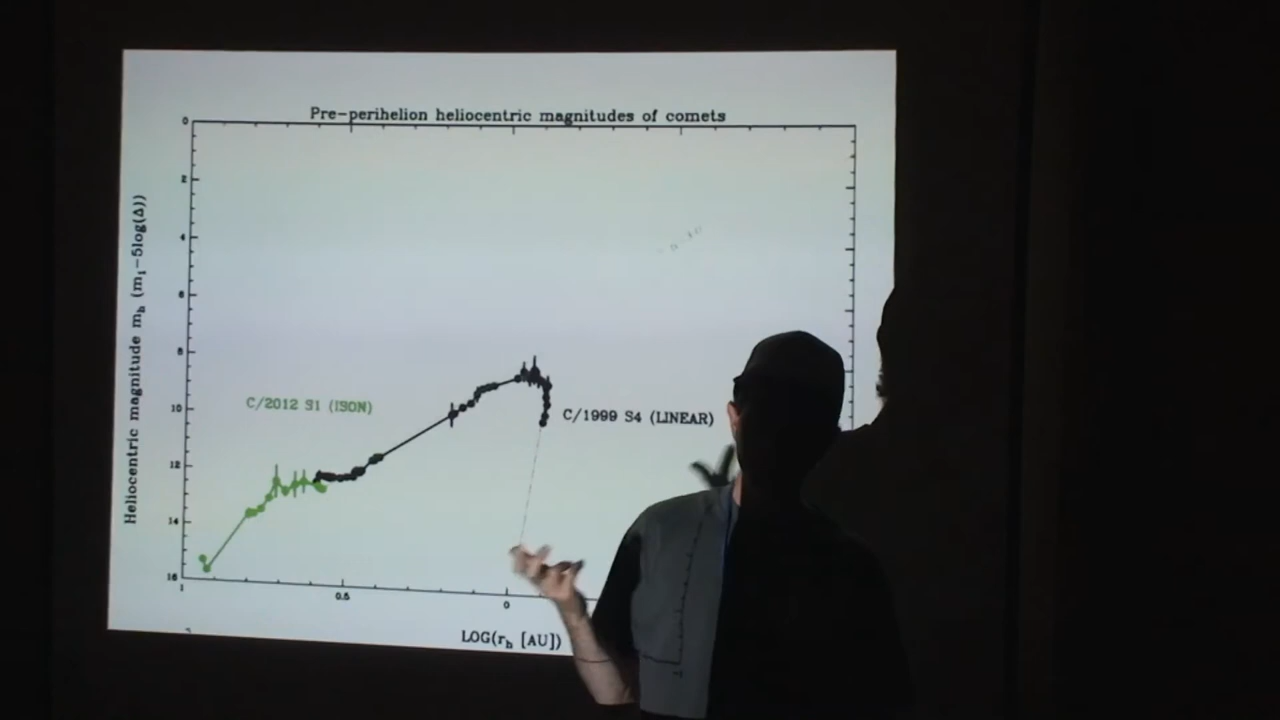 Pre-perihelion heliocentric magnitudes of comets
0
2
4
6
8
10
12
14
16
Heliocentric magnitude m_h (m_1-5log(Δ))
C/2012 S1 (ISON)
C/1999 S4 (LINEAR)
1
0.5
0
LOG(r_h [AU])